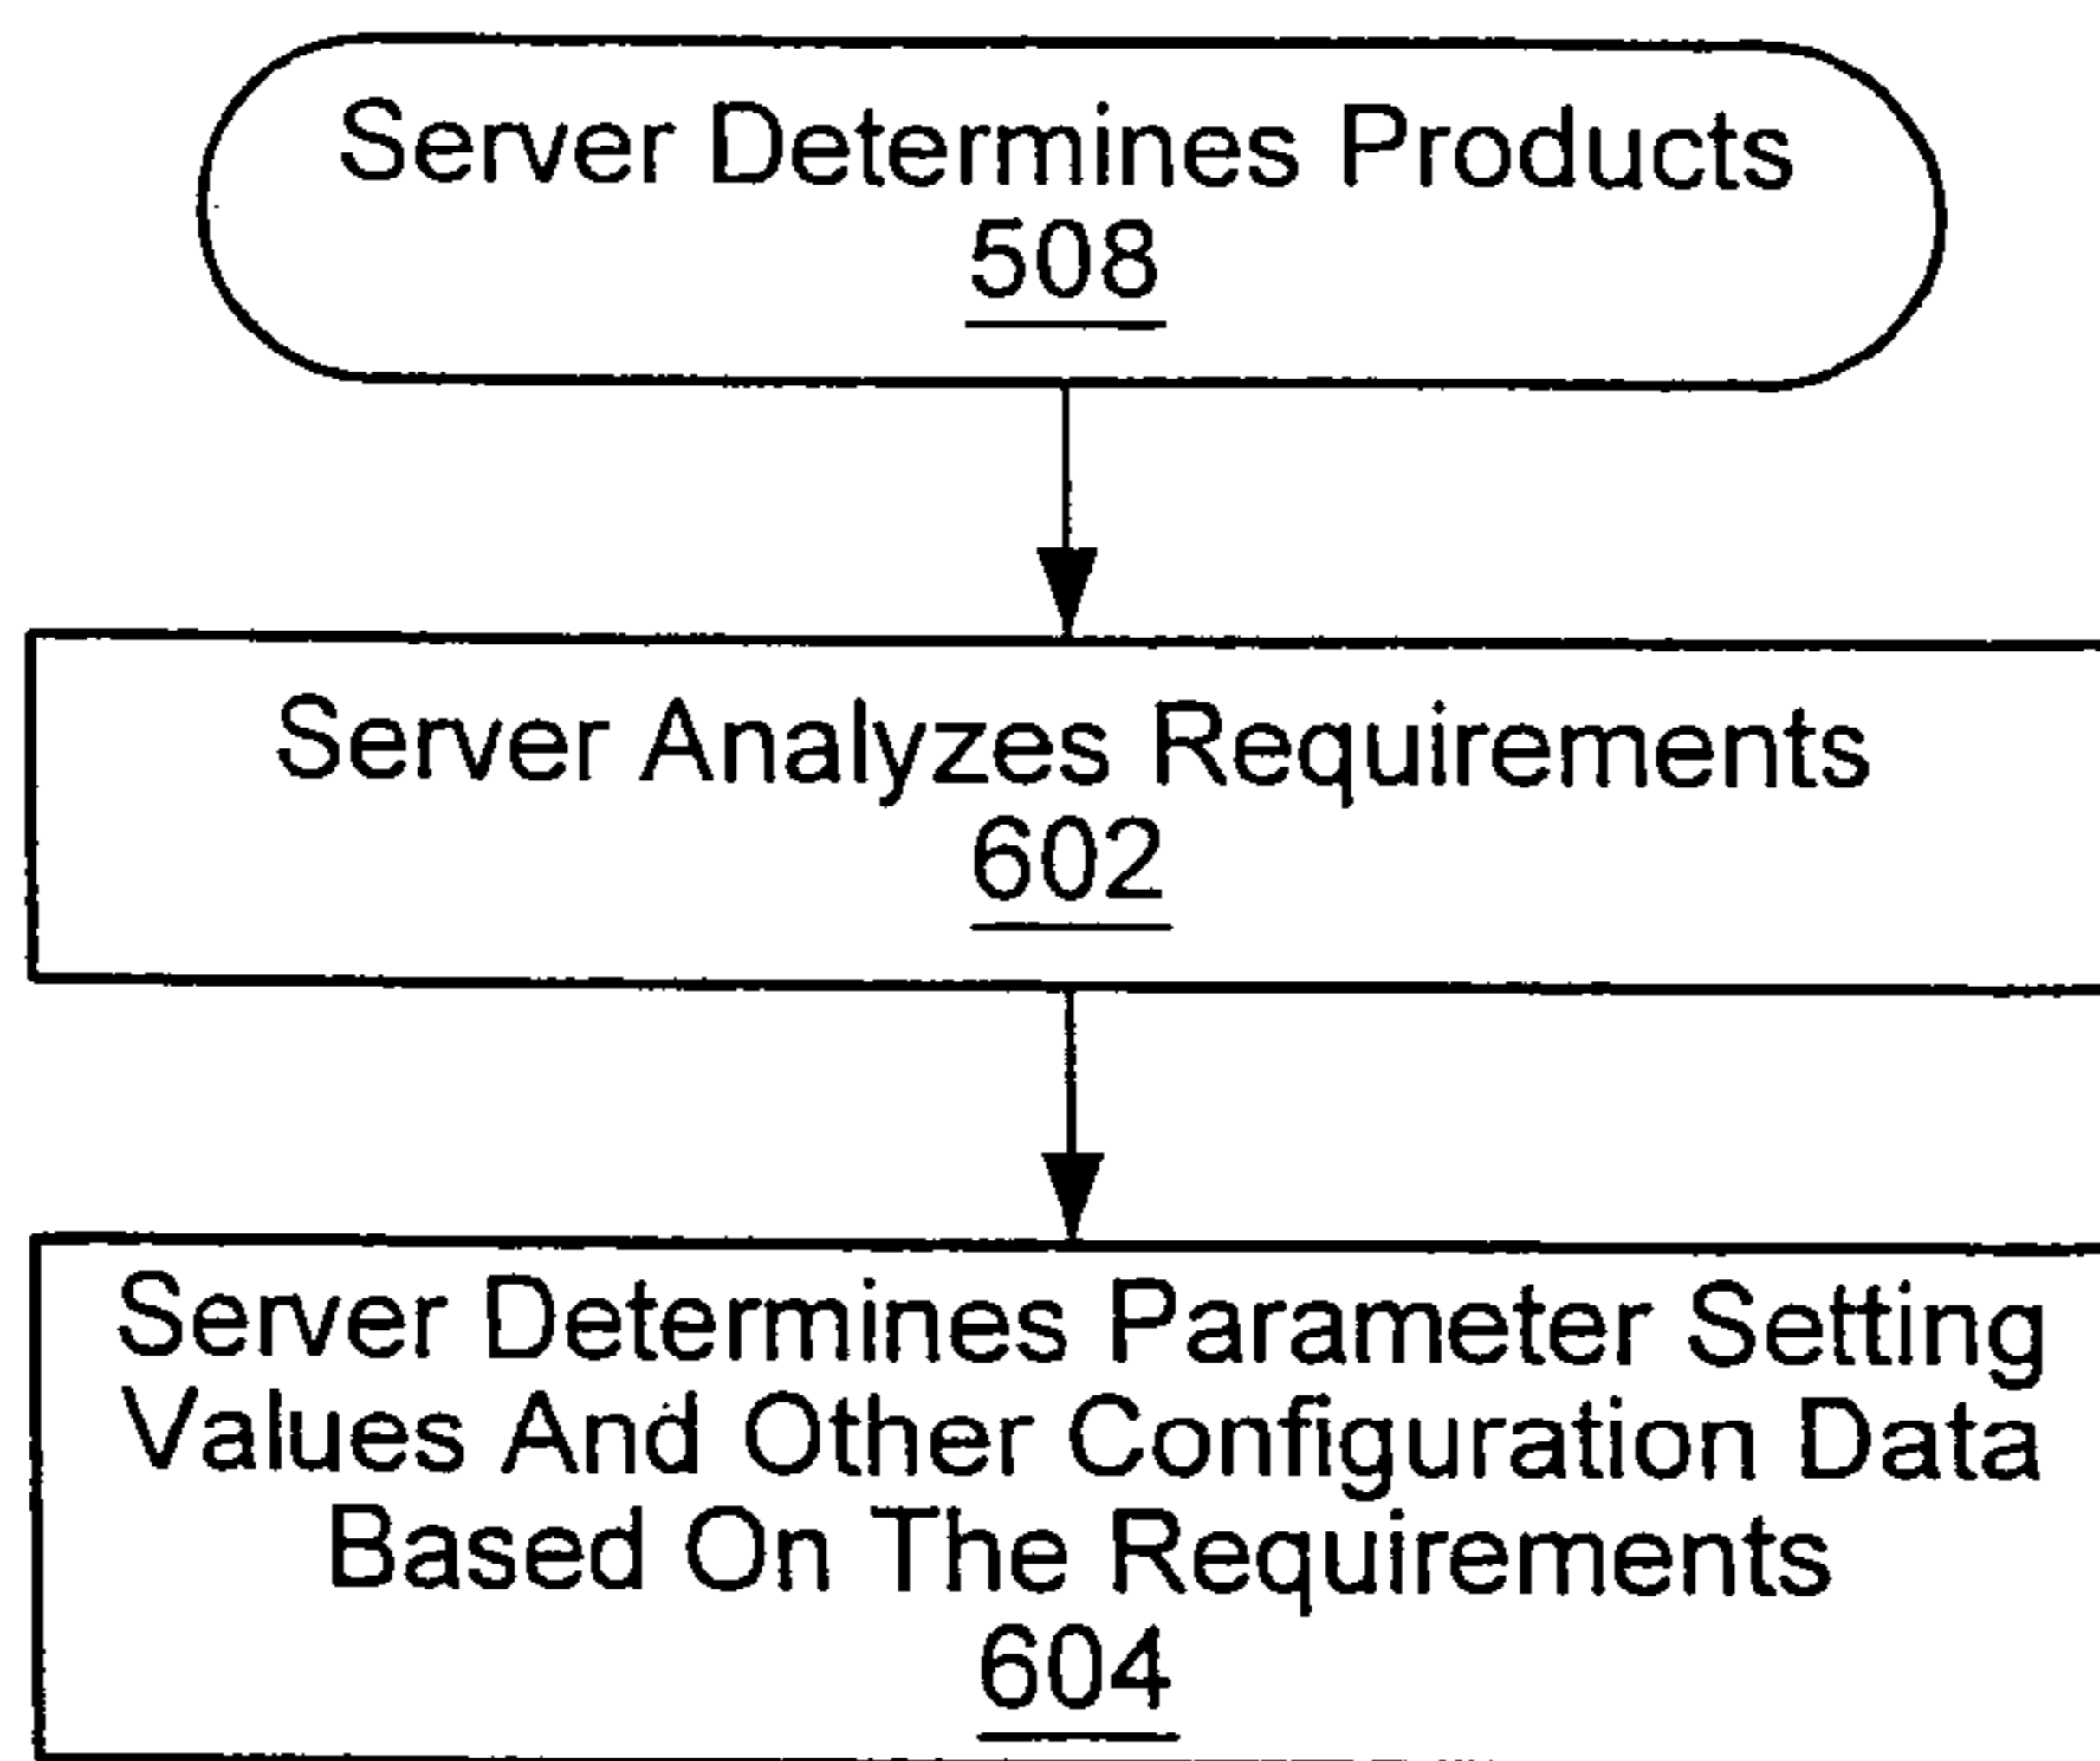 Server Determines Products
508
Server Analyzes Requirements
602
Server Determines Parameter Setting
Values And Other Configuration Data
Based On The Requirements
604